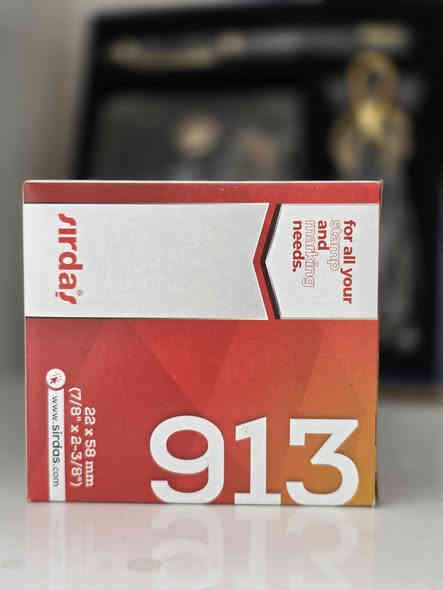 sırdaş®
for all your
stamp
and
marking
needs.
22 x 58 mm
(7/8" x 2-3/8")
www.sirdas.com
913